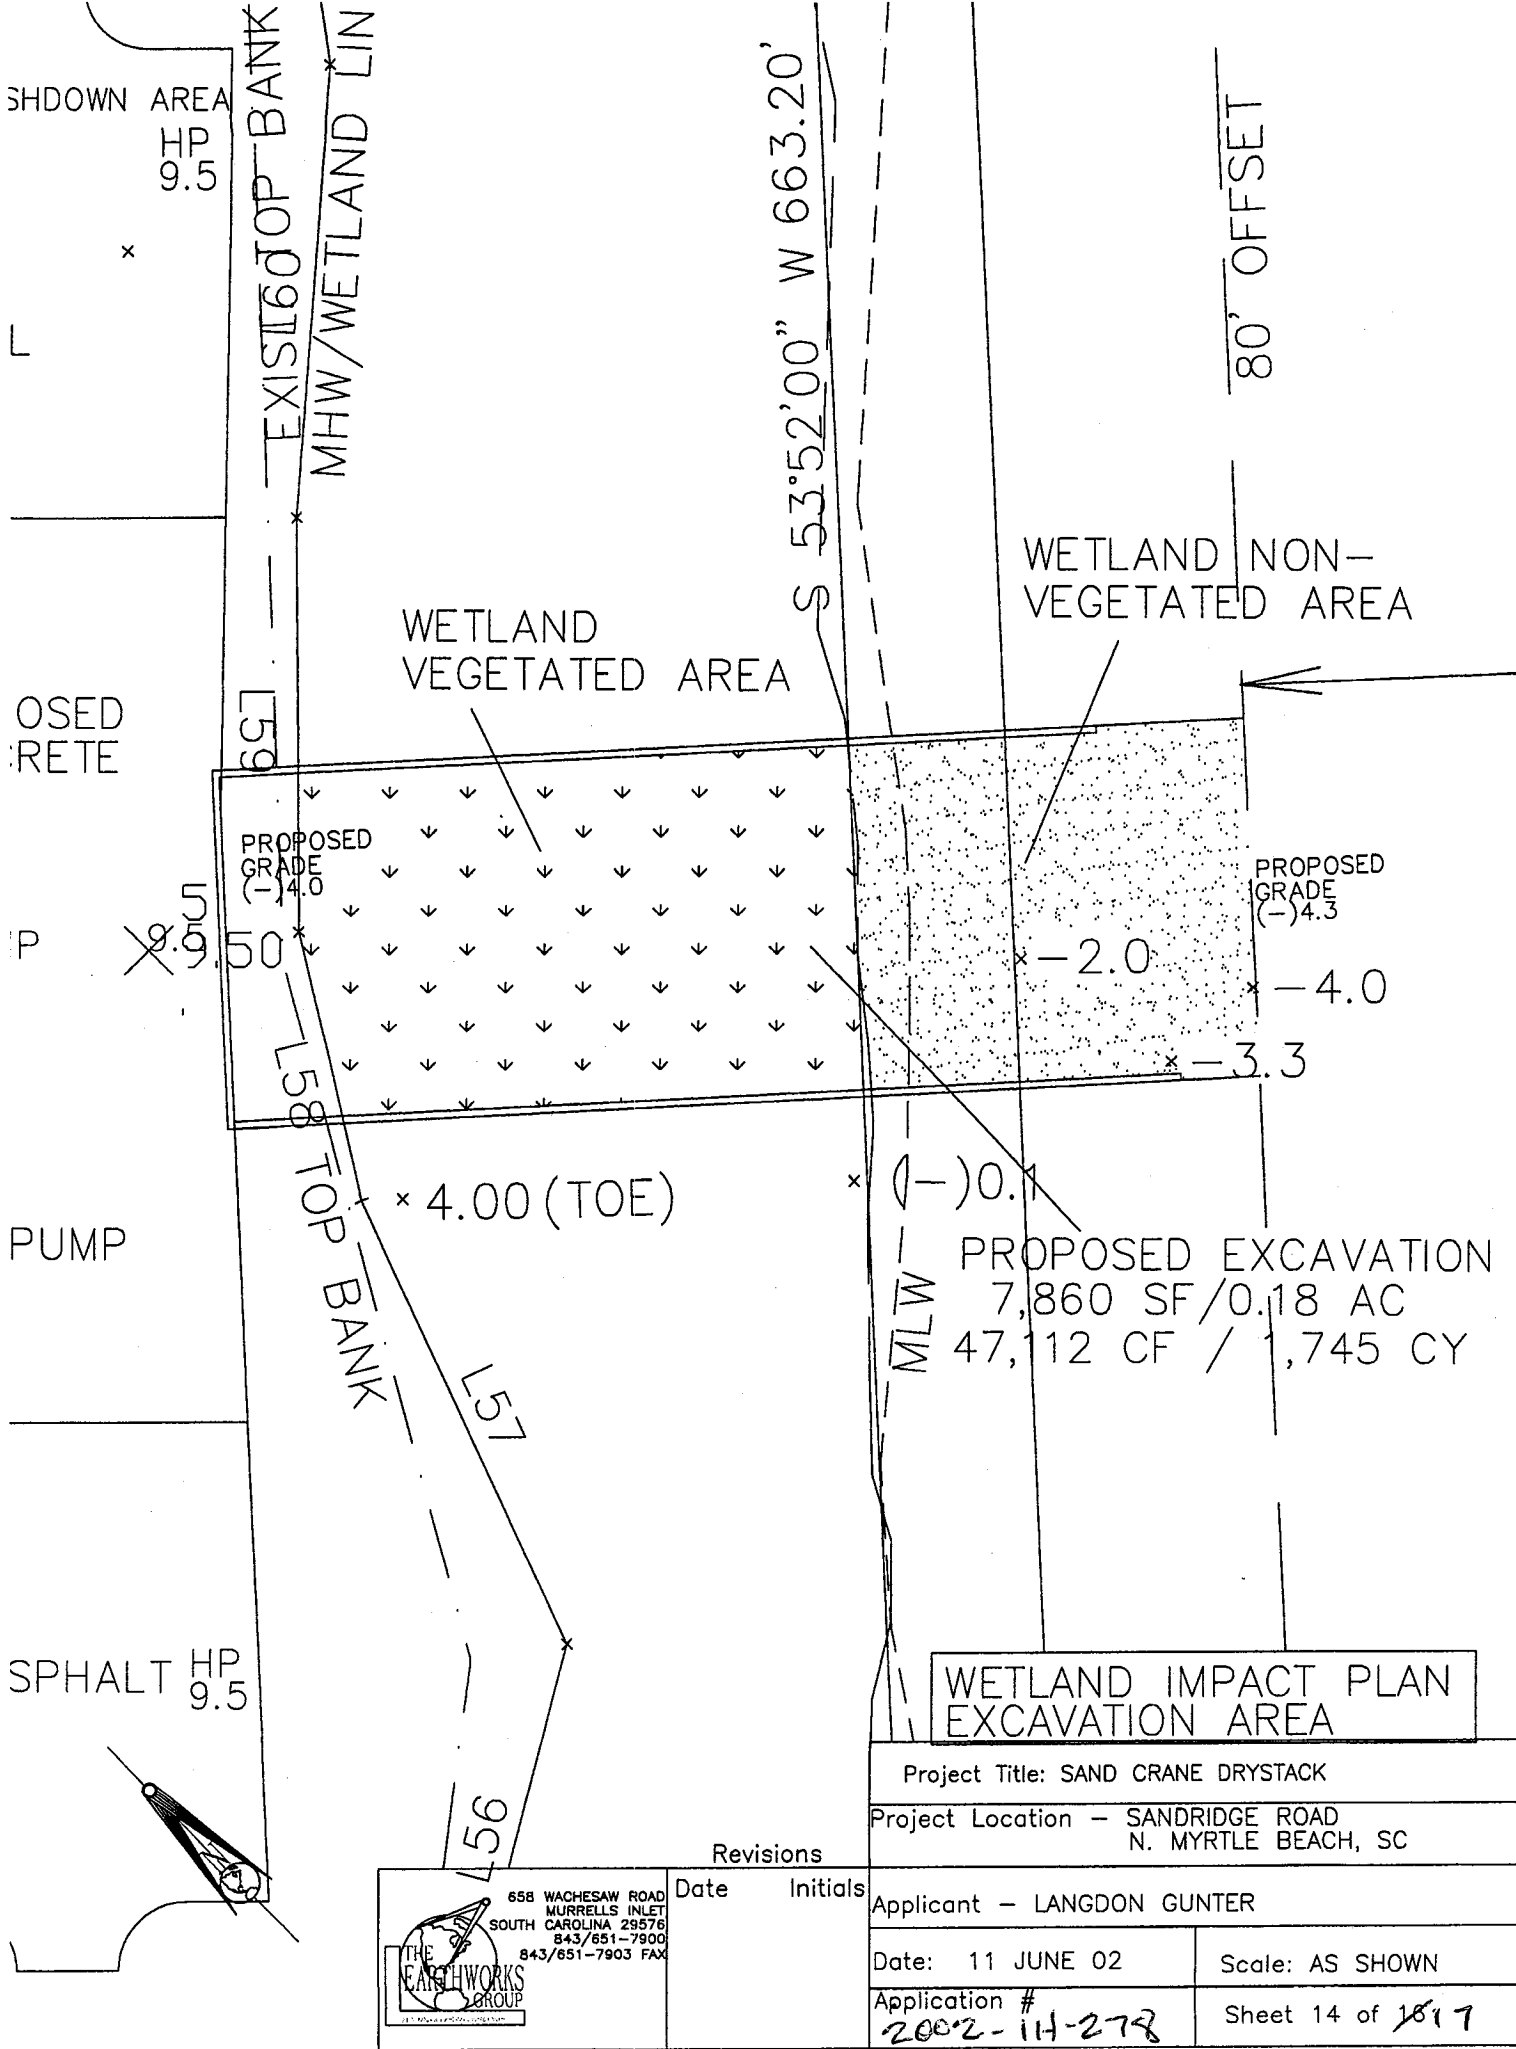 SHDOWN AREA
HP
9.5
EXIST TOP BANK
L60
MHW/WETLAND LIN
S 53°52'00" W 663.20'
80' OFFSET
L
WETLAND NON-
VEGETATED AREA
WETLAND
VEGETATED AREA
OSED
CRETE
L59
PROPOSED
GRADE
(-)4.0
PROPOSED
GRADE
(-)4.3
5
P
9.50
-2.0
-4.0
-3.3
L58
TOP BANK
4.00 (TOE)
(-)0.1
PUMP
MLW
PROPOSED EXCAVATION
7,860 SF/0.18 AC
47,112 CF / 1,745 CY
L57
SPHALT
HP
9.5
L56
WETLAND IMPACT PLAN
EXCAVATION AREA
Project Title: SAND CRANE DRYSTACK
Project Location - SANDRIDGE ROAD
N. MYRTLE BEACH, SC
Revisions
Date Initials
Applicant - LANGDON GUNTER
Date: 11 JUNE 02
Scale: AS SHOWN
Application #
2002-1H-278
Sheet 14 of 16 17
658 WACHESAW ROAD
MURRELLS INLET
SOUTH CAROLINA 29576
843/651-7900
843/651-7903 FAX
THE
EARTHWORKS
GROUP